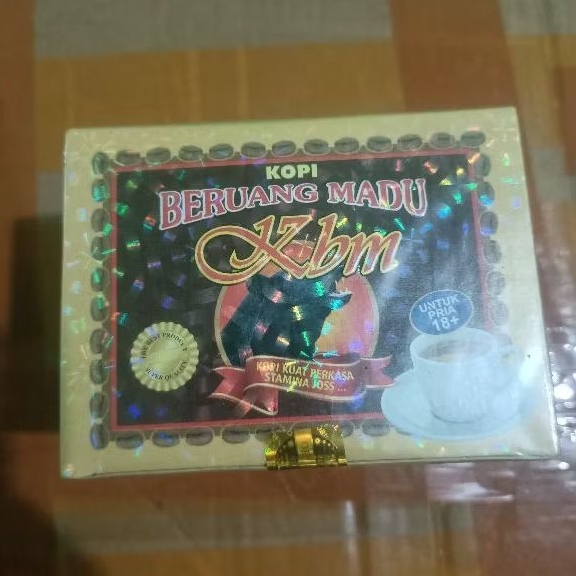 KOPI
BERUANG MADU
Kbm
UNTUK
PRIA
18+
KOPI KUAT PERKASA
STAMINA JOSS ...